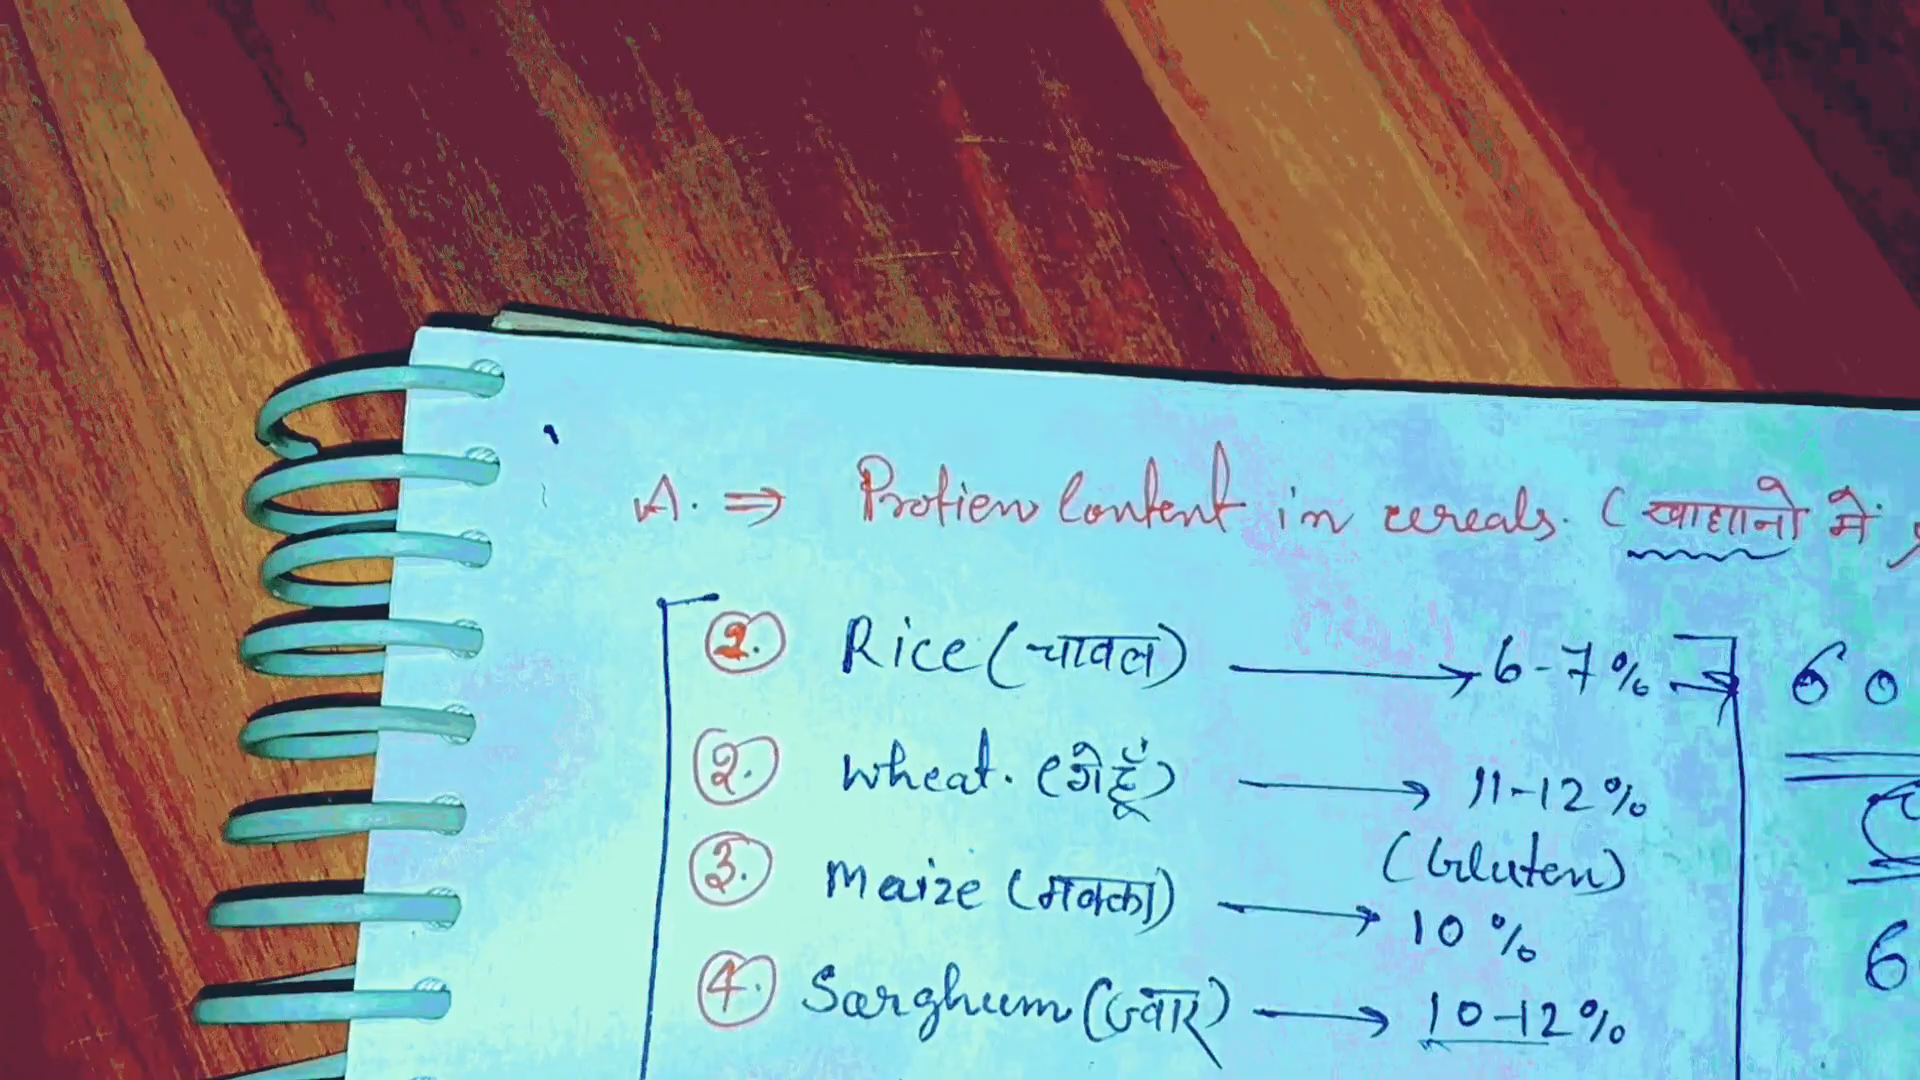 A. ⇒ Protien Content in cereals. (खाद्यानो में
1. Rice (चावल) → 6-7% 60
2. Wheat. (गेहूँ) → 11-12%
(Gluten)
3. Maize (मक्का) → 10%
4. Sarghum (ज्वार) → 10-12%